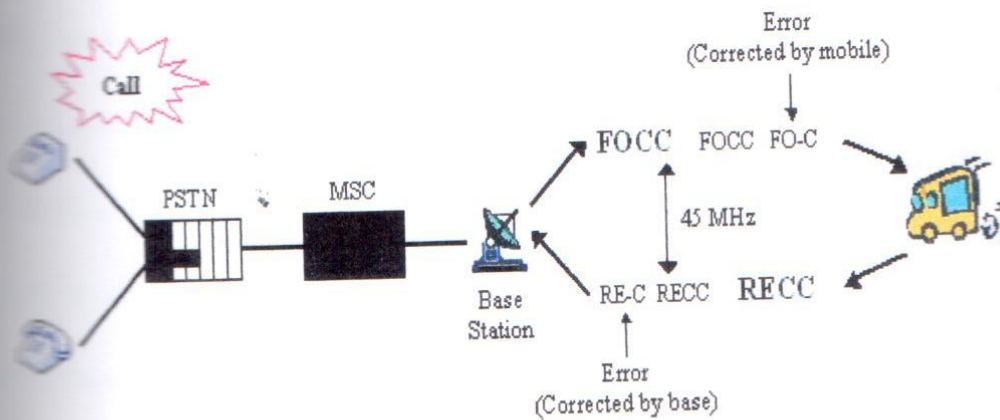 Error
(Corrected by mobile)
Call
FOCC FOCC FO-C
PSTN
MSC
45 MHz
Base
Station
RE-C RECC RECC
Error
(Corrected by base)